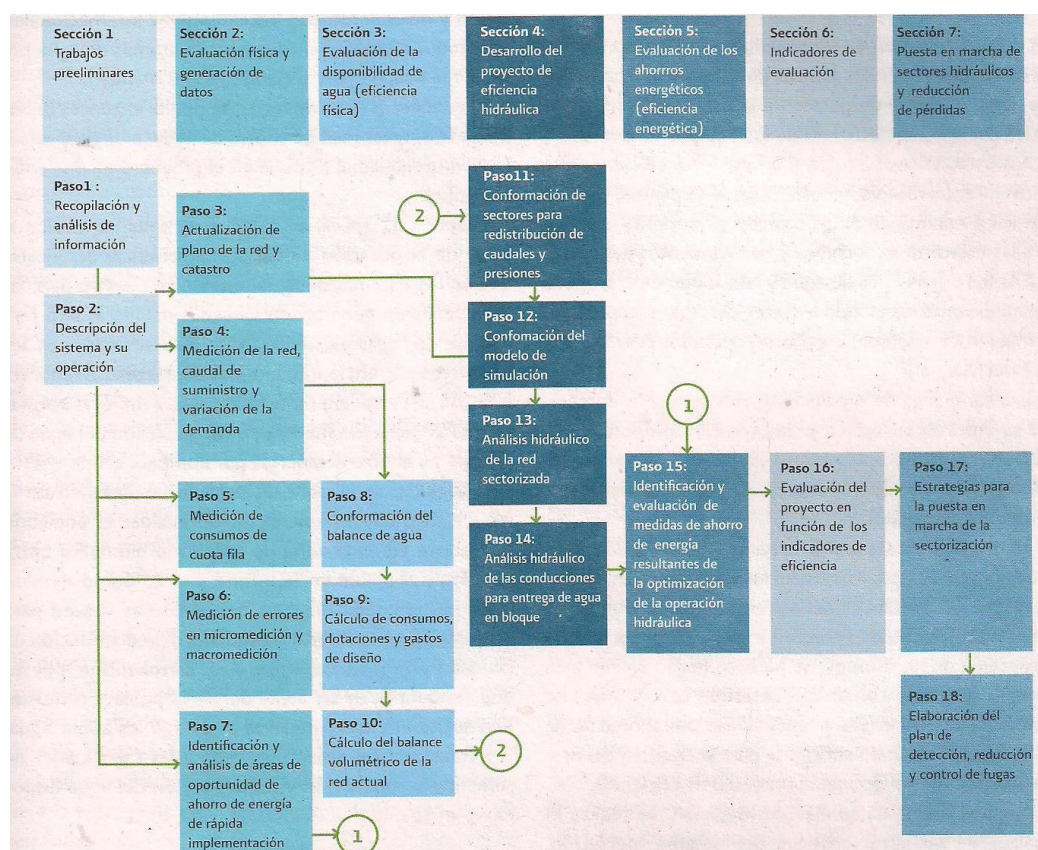 Sección 1
Trabajos
preeliminares
Sección 2:
Evaluación física y
generación de
datos
Sección 3:
Evaluación de la
disponibilidad de
agua (eficiencia
física)
Sección 4:
Desarrollo del
proyecto de
eficiencia
hidráulica
Sección 5:
Evaluación de los
ahorrros
energéticos
(eficiencia
energética)
Sección 6:
Indicadores de
evaluación
Sección 7:
Puesta en marcha de
sectores hidráulicos
y reducción
de pérdidas
Paso1 :
Recopilación y
análisis de
información
Paso 2:
Descripción del
sistema y su
operación
Paso 3:
Actualización de
plano de la red y
catastro
Paso 4:
Medición de la red,
caudal de
suministro y
variación de la
demanda
Paso 5:
Medición de
consumos de
cuota fila
Paso 6:
Medición de errores
en micromedición y
macromedición
Paso 7:
Identificación y
análisis de áreas de
oportunidad de
ahorro de energía
de rápida
implementación
1
Paso 8:
Conformación del
balance de agua
Paso 9:
Cálculo de consumos,
dotaciones y gastos
de diseño
Paso 10:
Cálculo del balance
volumétrico de la
red actual
2
2
Paso11:
Conformación de
sectores para
redistribución de
caudales y
presiones
Paso 12:
Confomación del
modelo de
simulación
Paso 13:
Análisis hidráulico
de la red
sectorizada
Paso 14:
Análisis hidráulico
de las conducciones
para entrega de agua
en bloque
1
Paso 15:
Identificación y
evaluación de
medidas de ahorro
de energía
resultantes de
la optimización
de la operación
hidráulica
Paso 16:
Evaluación del
proyecto en
función de los
indicadores de
eficiencia
Paso 17:
Estrategias para
la puesta en
marcha de la
sectorización
Paso 18:
Elaboración del
plan de
detección, reducción
y control de fugas